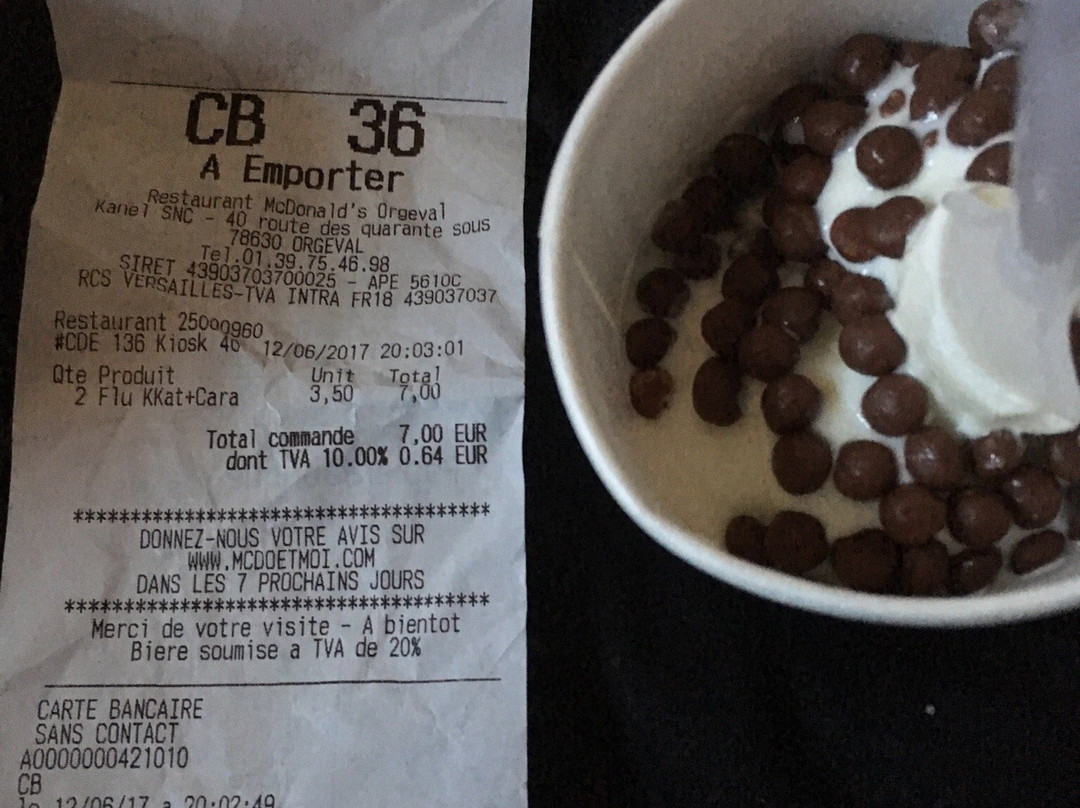 CB 36
A Emporter
Restaurant McDonald's Orgeval
Kanel SNC - 40 route des quarante sous
78630 ORGEVAL
Tel.01.39.75.46.98
SIRET 43903703700025 - APE 5610C
RCS VERSAILLES-TVA INTRA FR18 439037037
Restaurant 25000960
#CDE 136 Kiosk 46 12/06/2017 20:03:01
Qte Produit Unit Total
2 Flu KKat+Cara 3,50 7,00
Total commande 7,00 EUR
dont TVA 10.00% 0.64 EUR
****************************************
DONNEZ-NOUS VOTRE AVIS SUR
WWW.MCDOETMOI.COM
DANS LES 7 PROCHAINS JOURS
****************************************
Merci de votre visite - A bientot
Biere soumise a TVA de 20%
CARTE BANCAIRE
SANS CONTACT
A0000000421010
CB
le 12/06/17 a 20:02:49